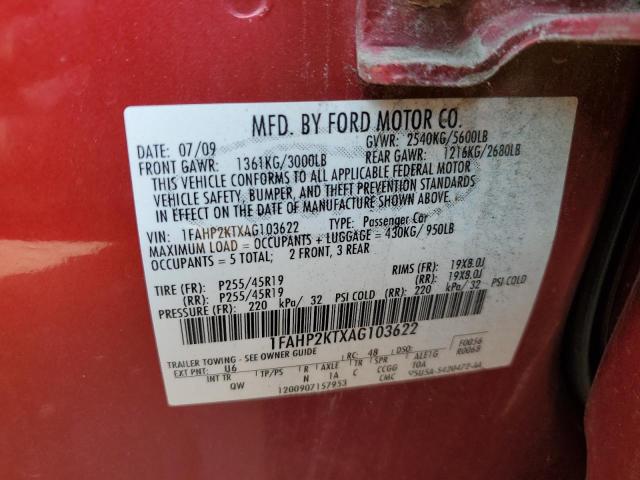 MFD. BY FORD MOTOR CO.
DATE: 07/09 GVWR: 2540KG/5600LB
FRONT GAWR: 1361KG/3000LB REAR GAWR: 1216KG/2680LB
THIS VEHICLE CONFORMS TO ALL APPLICABLE FEDERAL MOTOR
VEHICLE SAFETY, BUMPER, AND THEFT PREVENTION STANDARDS
IN EFFECT ON THE DATE OF MANUFACTURE SHOWN ABOVE.
VIN: 1FAHP2KTXAG103622 TYPE: Passenger Car
MAXIMUM LOAD = OCCUPANTS + LUGGAGE = 430KG/950LB
OCCUPANTS = 5 TOTAL; 2 FRONT, 3 REAR
TIRE (FR): P255/45R19 RIMS (FR): 19X8.0J
(RR): P255/45R19 (RR): 19X8.0J
PRESSURE (FR): 220 kPa/ 32 PSI COLD (RR): 220 kPa/ 32 PSI COLD
1FAHP2KTXAG103622
TRAILER TOWING - SEE OWNER GUIDE F0056
EXT PNT: U6 RC: 48 DSO: R0068
INT TR TP/PS R AXLE TR SPR ALE1G
QW N 1A C CCGG 10A
1200907157953 CMC